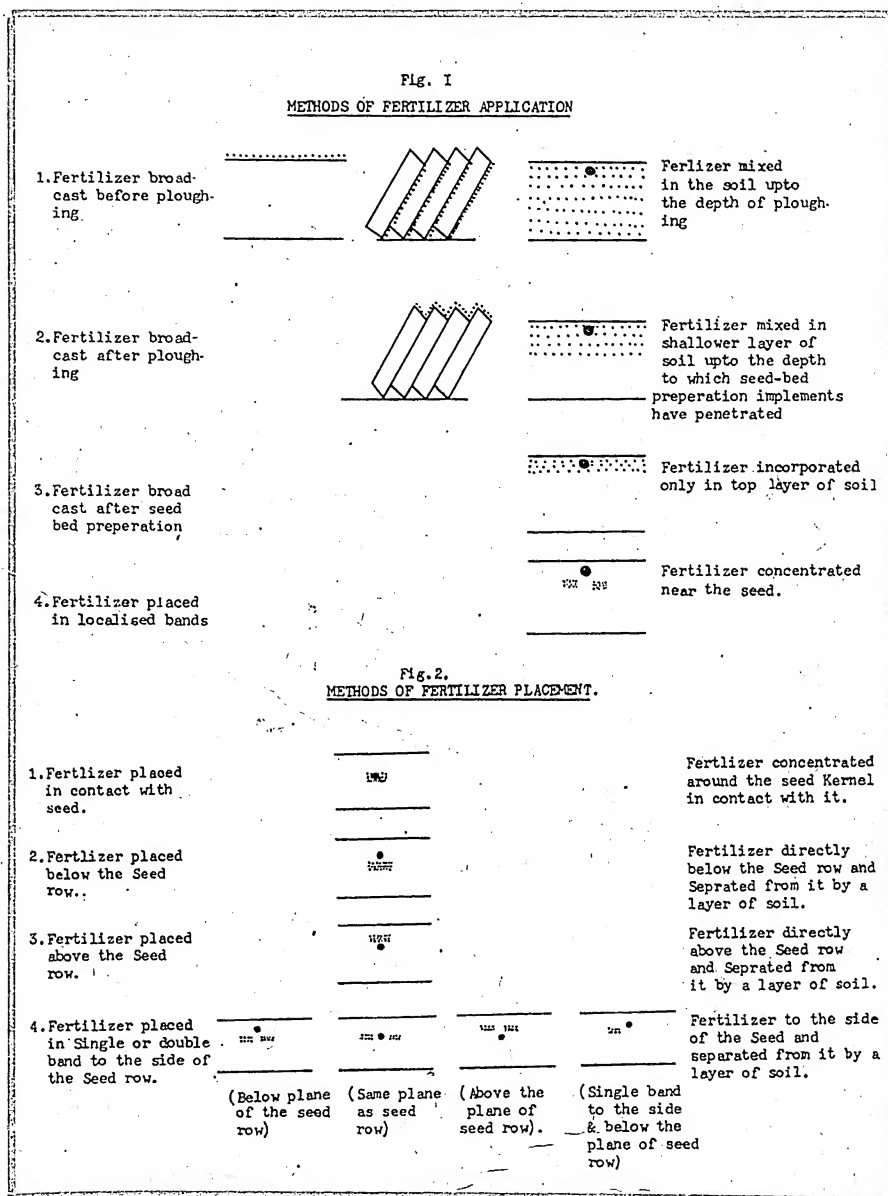 Fig. I
METHODS OF FERTILIZER APPLICATION
1.Fertilizer broad-
cast before plough-
ing
Ferlizer mixed
in the soil upto
the depth of plough-
ing
2.Fertilizer broad-
cast after plough-
ing
Fertilizer mixed in
shallower layer of
soil upto the depth
to which seed-bed
preperation implements
have penetrated
3.Fertilizer broad
cast after seed
bed preperation
Fertilizer incorporated
only in top layer of soil
4.Fertilizer placed
in localised bands
Fertilizer concentrated
near the seed.
Fig.2.
METHODS OF FERTILIZER PLACEMENT.
1.Fertlizer placed
in contact with
seed.
Fertlizer concentrated
around the seed Kernel
in contact with it.
2.Fertlizer placed
below the Seed
row..
Fertilizer directly
below the Seed row and
Seprated from it by a
layer of soil.
3.Fertilizer placed
above the Seed
row.
Fertilizer directly
above the Seed row
and Seprated from
it by a layer of soil.
4.Fertilizer placed
in Single or double
band to the side of
the Seed row.
Fertilizer to the side
of the Seed and
separated from it by a
layer of soil.
(Below plane
of the seed
row)
(Same plane
as seed
row)
(Above the
plane of
seed row).
(Single band
to the side
& below the
plane of seed
row)